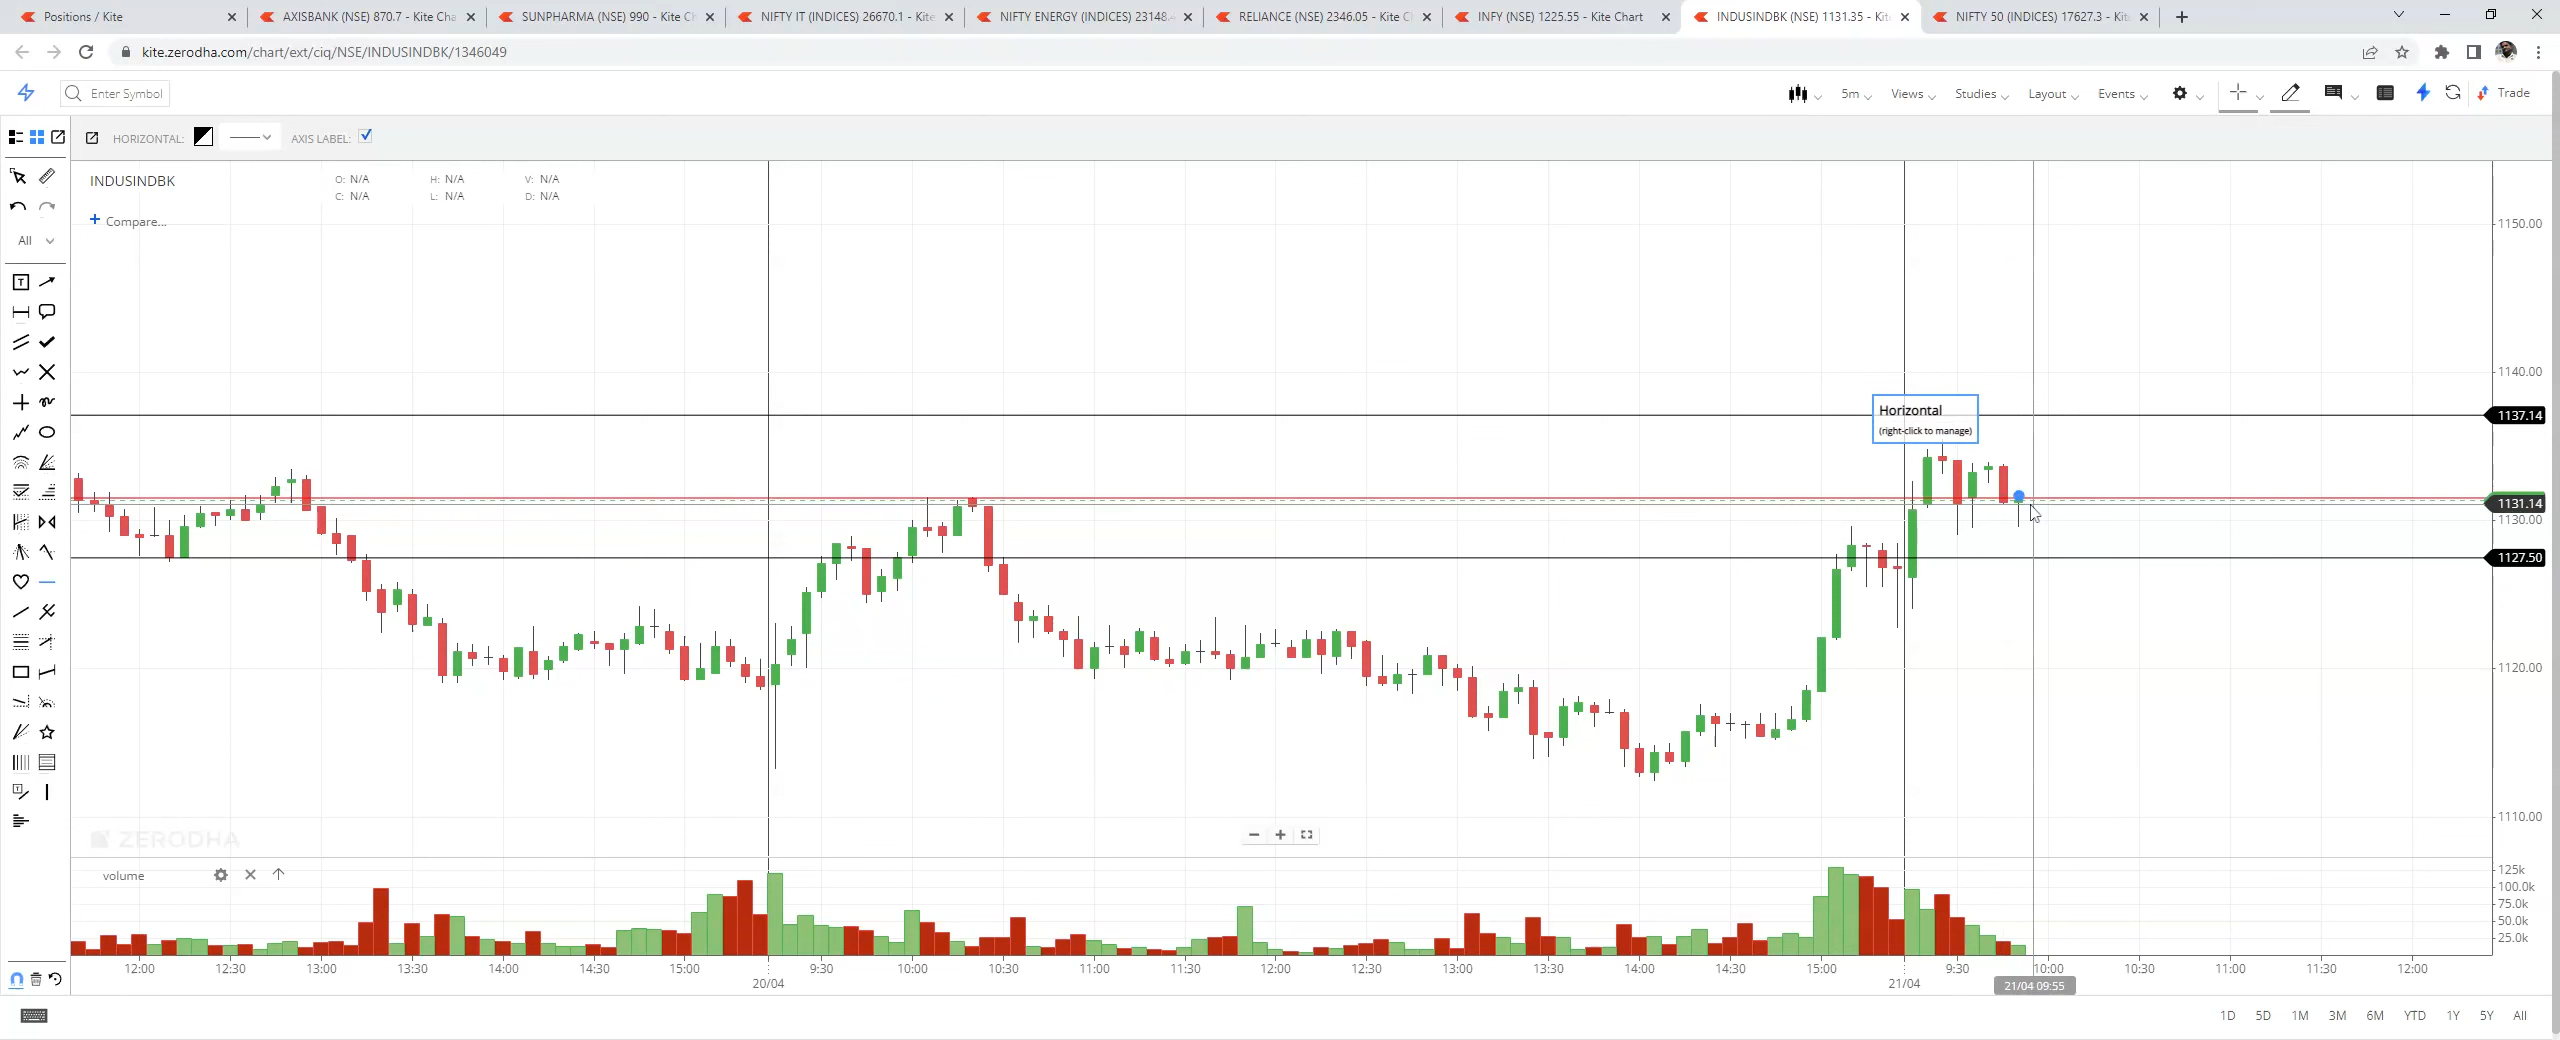 Positions / Kite
AXISBANK (NSE) 870.7 - Kite Cha
SUNPHARMA (NSE) 990 - Kite Ch
NIFTY IT (INDICES) 26670.1 - Kite
NIFTY ENERGY (INDICES) 23148.
RELIANCE (NSE) 2346.05 - Kite C
INFY (NSE) 1225.55 - Kite Chart
INDUSINDBK (NSE) 1131.35 - Kit
NIFTY 50 (INDICES) 17627.3 - Kit
kite.zerodha.com/chart/ext/ciq/NSE/INDUSINDBK/1346049
Enter Symbol
5m
Views
Studies
Layout
Events
Trade
HORIZONTAL:
AXIS LABEL:
All
INDUSINDBK
O: N/A H: N/A V: N/A
C: N/A L: N/A D: N/A
+ Compare...
Horizontal
(right-click to manage)
1150.00
1140.00
1137.14
1131.14
1130.00
1127.50
1120.00
1110.00
ZERODHA
volume
125k
100.0k
75.0k
50.0k
25.0k
12:00 12:30 13:00 13:30 14:00 14:30 15:00 9:30 10:00 10:30 11:00 11:30 12:00 12:30 13:00 13:30 14:00 14:30 15:00 9:30 10:00 10:30 11:00 11:30 12:00
20/04 21/04 21/04 09:55
1D 5D 1M 3M 6M YTD 1Y 5Y All